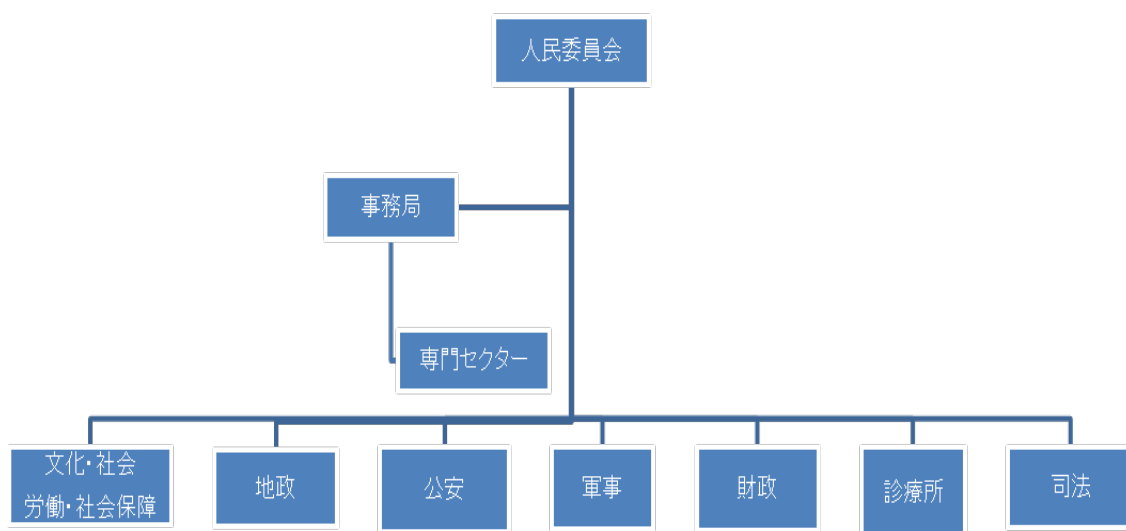 人民委員会
事務局
専門セクター
文化・社会
労働・社会保障
地政
公安
軍事
財政
診療所
司法